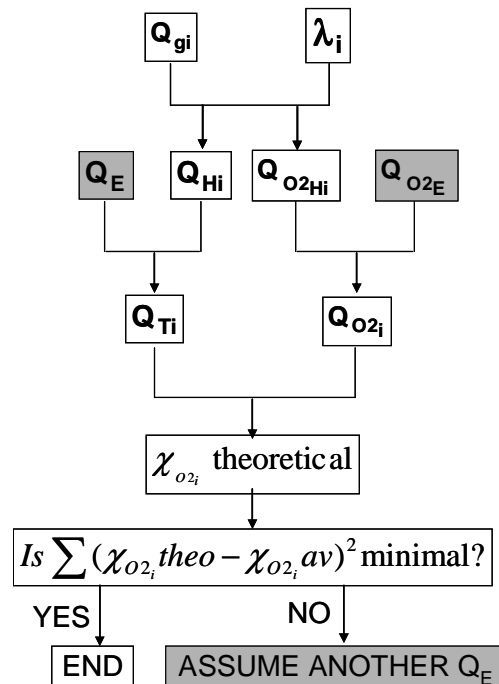 Q_gi λ_i
Q_E Q_Hi Q_O2Hi Q_O2E
Q_Ti Q_O2i
χ_O2i theoretical
Is ∑ (χ_O2i theo − χ_O2i av)² minimal?
YES NO
END ASSUME ANOTHER Q_E